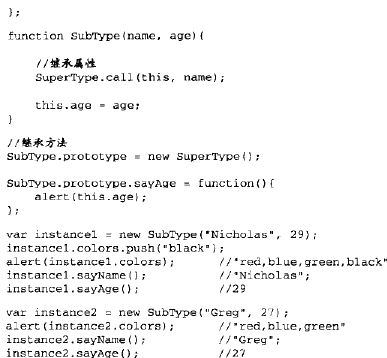 };
function SubType(name, age){
//继承属性
SuperType.call(this, name);
this.age = age;
}
//继承方法
SubType.prototype = new SuperType();
SubType.prototype.sayAge = function(){
alert(this.age);
};
var instance1 = new SubType("Nicholas", 29);
instance1.colors.push("black");
alert(instance1.colors); //"red,blue,green,black"
instance1.sayName(); //"Nicholas";
instance1.sayAge(); //29
var instance2 = new SubType("Greg", 27);
alert(instance2.colors); //"red,blue,green"
instance2.sayName(); //"Greg";
instance2.sayAge(); //27